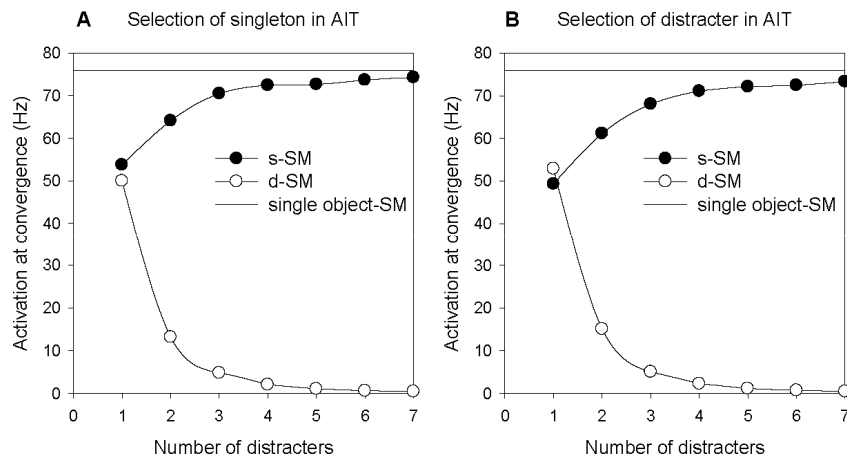 A Selection of singleton in AIT
80
70
60
50
40
30
20
10
0
Activation at convergence (Hz)
s-SM
d-SM
single object-SM
0 1 2 3 4 5 6 7
Number of distracters
B Selection of distracter in AIT
80
70
60
50
40
30
20
10
0
Activation at convergence (Hz)
s-SM
d-SM
single object-SM
0 1 2 3 4 5 6 7
Number of distracters